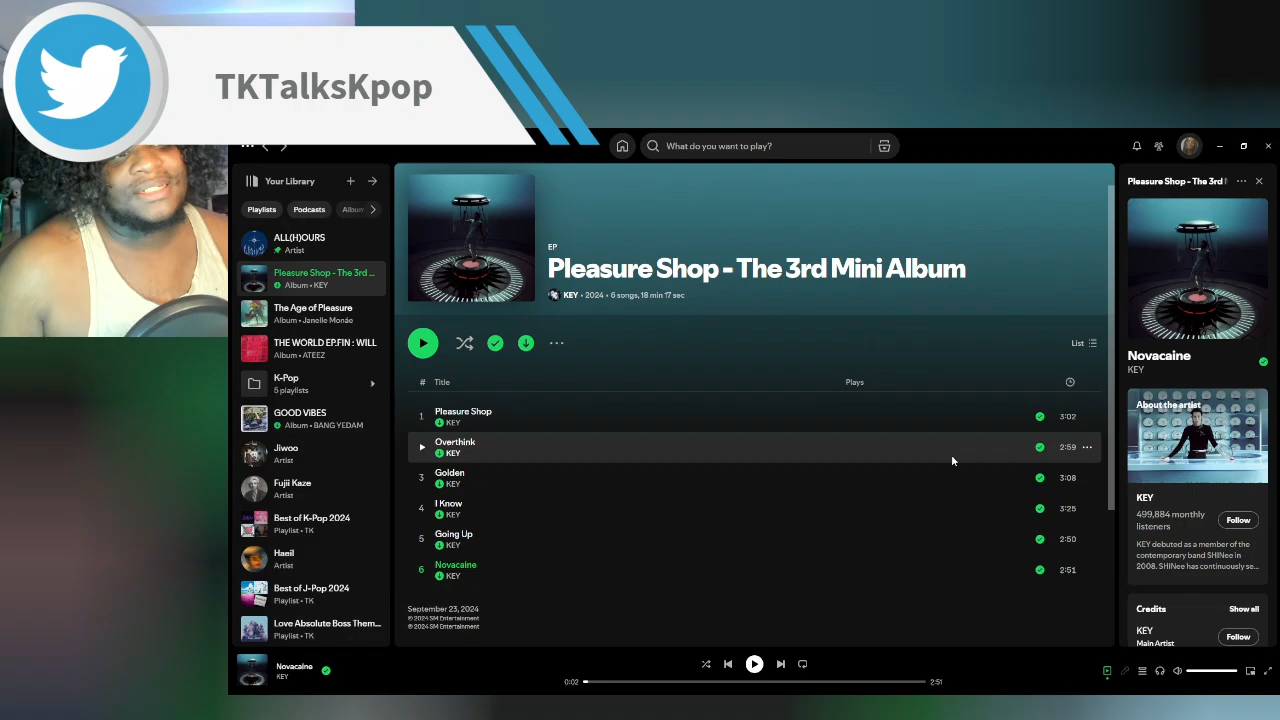 TKTalksKpop
What do you want to play?
Your Library
Playlists
Podcasts
Album
ALL(H)OURS
Artist
Pleasure Shop - The 3rd ...
Album • KEY
The Age of Pleasure
Album • Janelle Monáe
THE WORLD EP.FIN : WILL
Album • ATEEZ
K-Pop
5 playlists
GOOD ViBES
Album • BANG YEDAM
Jiwoo
Artist
Fujii Kaze
Artist
Best of K-Pop 2024
Playlist • TK
Haeil
Artist
Best of J-Pop 2024
Playlist • TK
Love Absolute Boss Them...
Playlist • TK
EP
Pleasure Shop - The 3rd Mini Album
KEY • 2024 • 6 songs, 18 min 17 sec
List
# Title Plays
1 Pleasure Shop 3:02
KEY
Overthink 2:59
KEY
3 Golden 3:08
KEY
4 I Know 3:25
KEY
5 Going Up 2:50
KEY
6 Novacaine 2:51
KEY
September 23, 2024
© 2024 SM Entertainment
℗ 2024 SM Entertainment
Pleasure Shop - The 3rd
Novacaine
KEY
About the artist
KEY
499,884 monthly
listeners
Follow
KEY debuted as a member of the
contemporary band SHINee in
2008. SHINee has continuously se...
Credits Show all
KEY
Main Artist
Follow
Novacaine
KEY
0:02
2:51